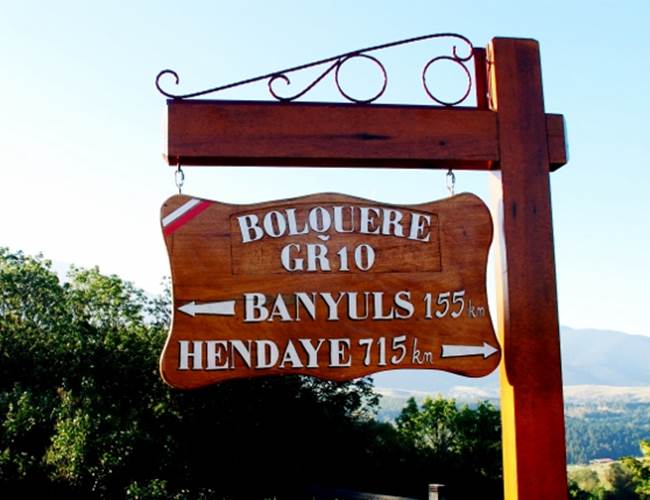 BOLQUERE
GR10
BANYULS 155 km
HENDAYE 715 km